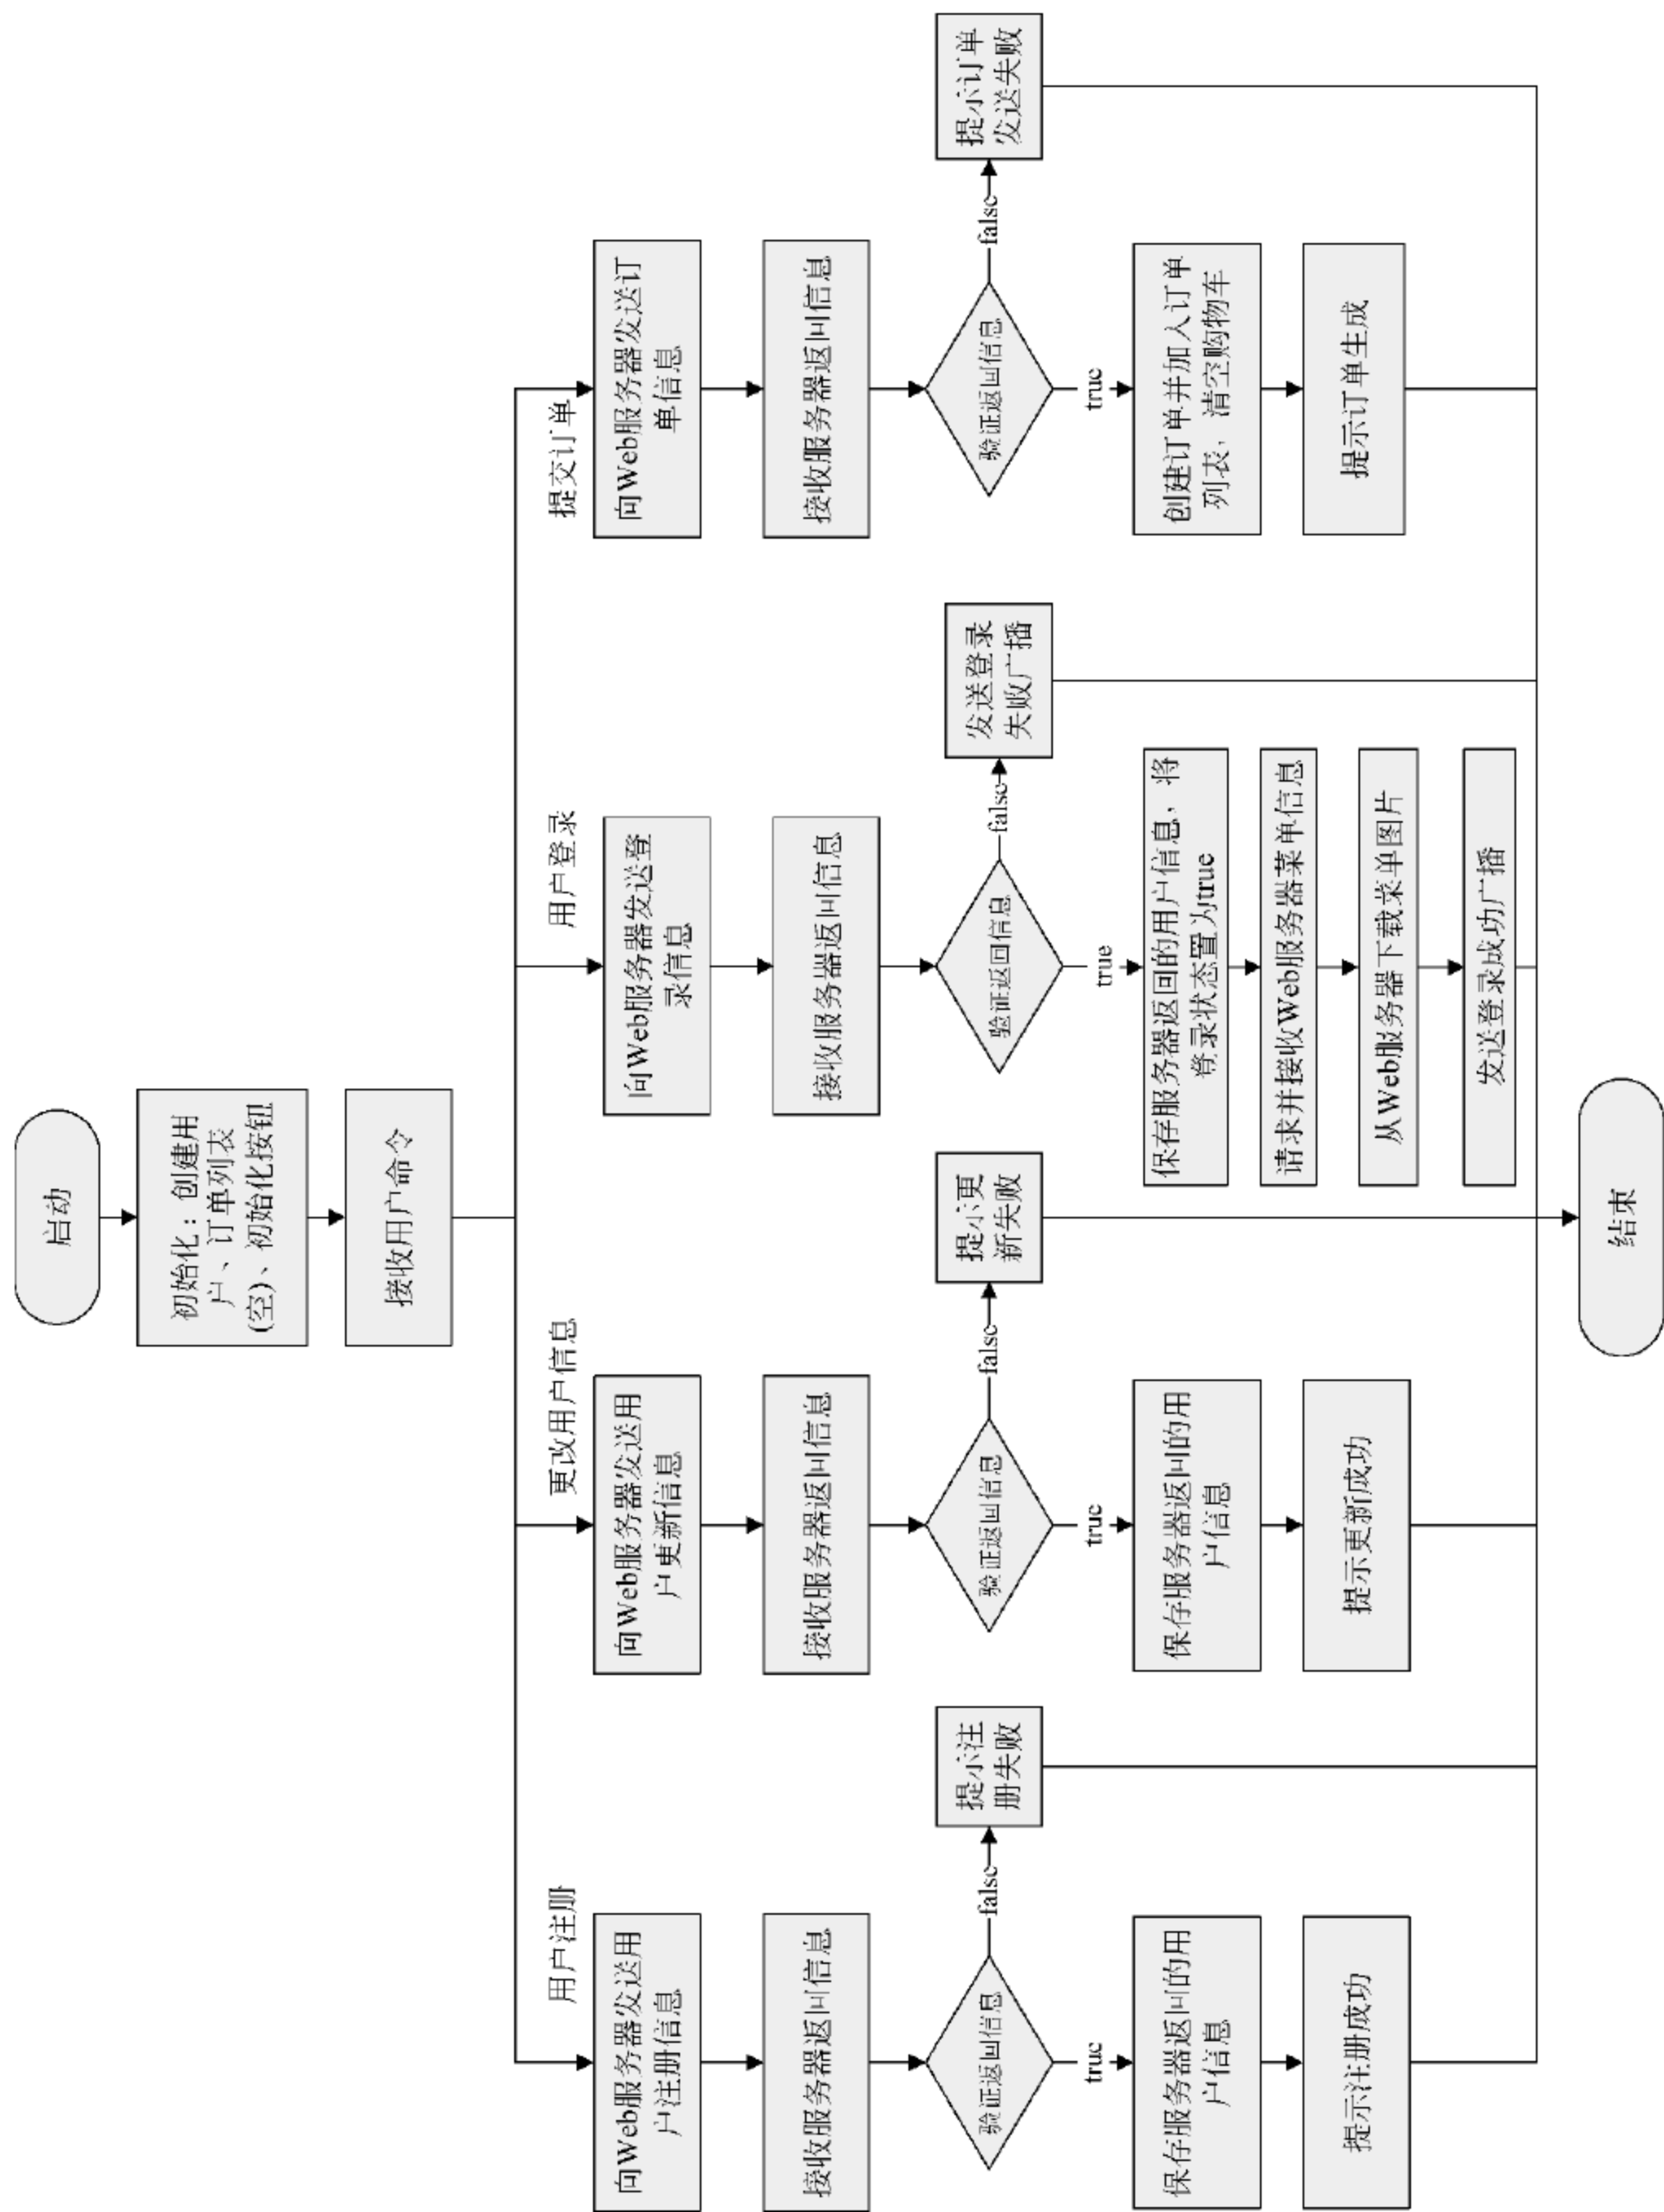 启动
初始化：创建用
户、订单列表
(空)、初始化按钮
接收用户命令
用户注册
向Web服务器发送用
户注册信息
接收服务器返回信息
验证返回信息
false
提示注
册失败
true
保存服务器返回的用
户信息
提示注册成功
更改用户信息
向Web服务器发送用
户更新信息
接收服务器返回信息
验证返回信息
false
提示更
新失败
true
保存服务器返回的用
户信息
提示更新成功
用户登录
向Web服务器发送登
录信息
接收服务器返回信息
验证返回信息
false
发送登录
失败广播
true
保存服务器返回的用户信息，将
登录状态置为true
请求并接收Web服务器菜单信息
从Web服务器下载菜单图片
发送登录成功广播
提交订单
向Web服务器发送订
单信息
接收服务器返回信息
验证返回信息
false
提示订单
发送失败
true
创建订单并加入订单
列表，清空购物车
提示订单生成
结束